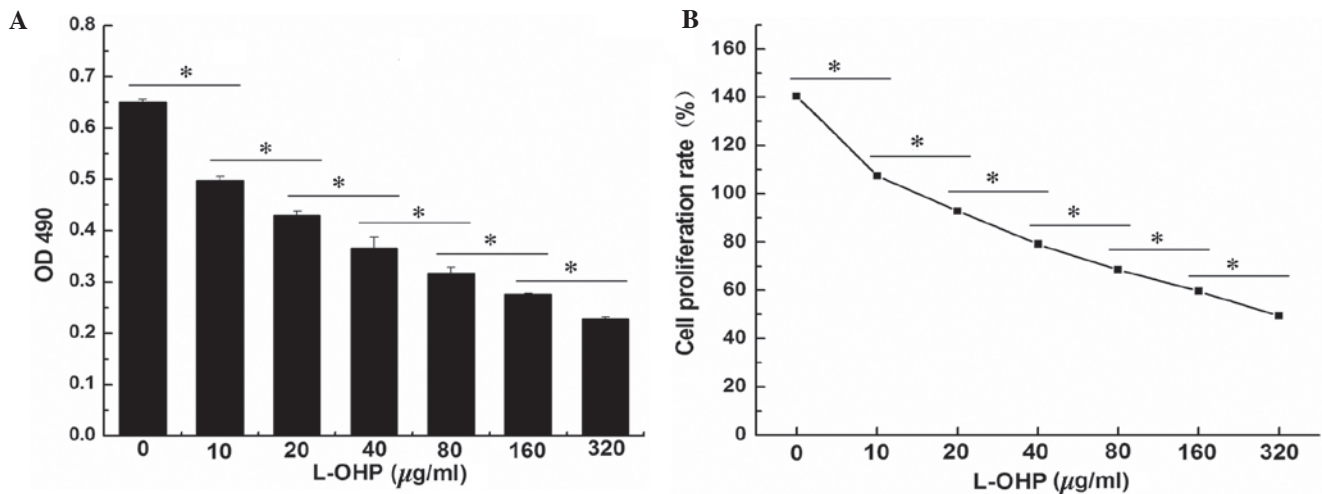 A
0.8
0.7
0.6
0.5
0.4
0.3
0.2
0.1
0.0
OD 490
* * * * * *
0 10 20 40 80 160 320
L-OHP (μg/ml)
B
160
140
120
100
80
60
40
20
0
Cell proliferation rate (%)
* * * * * *
0 10 20 40 80 160 320
L-OHP (μg/ml)